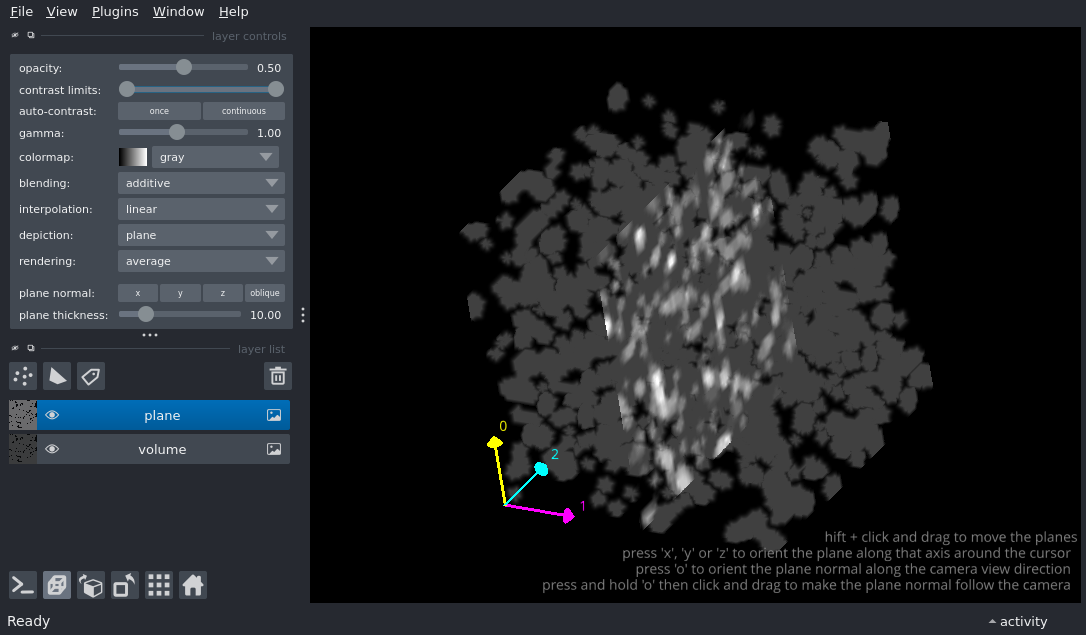 File View Plugins Window Help
layer controls
opacity: 0.50
contrast limits:
auto-contrast: once continuous
gamma: 1.00
colormap: gray
blending: additive
interpolation: linear
depiction: plane
rendering: average
plane normal: x y z oblique
plane thickness: 10.00
layer list
plane
volume
0
2
1
hift + click and drag to move the planes
press 'x', 'y' or 'z' to orient the plane along that axis around the cursor
press 'o' to orient the plane normal along the camera view direction
press and hold 'o' then click and drag to make the plane normal follow the camera
Ready
activity